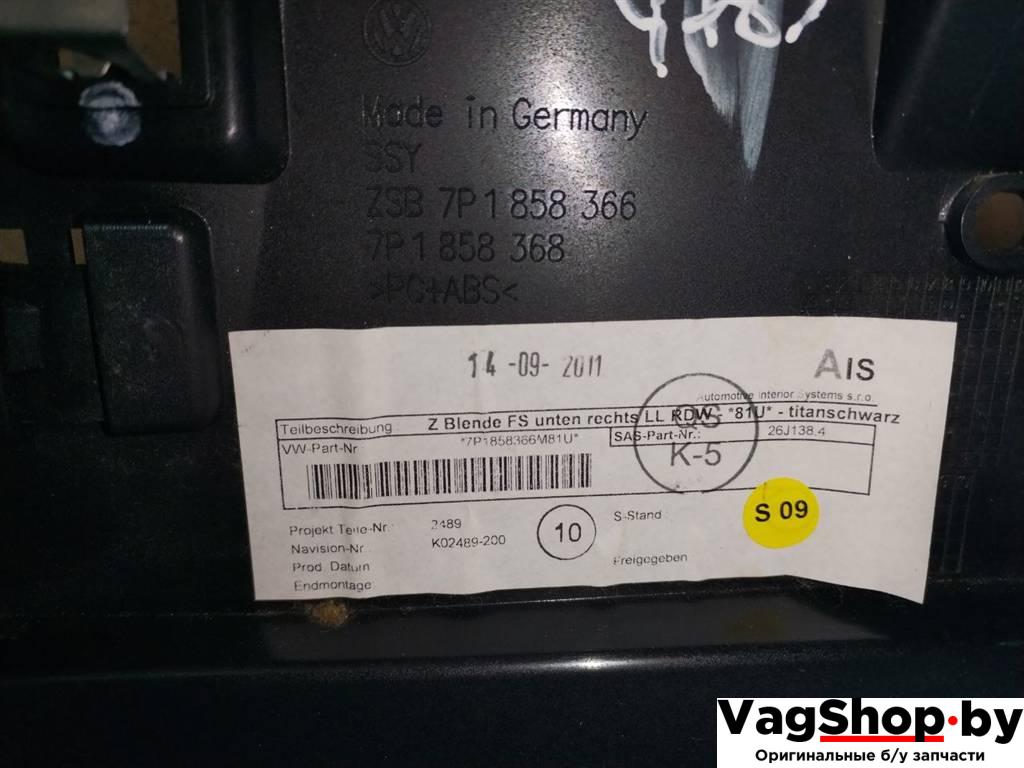 Made in Germany
SSY
ZSB 7P1 858 366
7P1 858 368
>PC+ABS<
14 -09- 2011
AIS
Automotive Interior Systems s.r.o.
Teilbeschreibung Z Blende FS unten rechts LL RDW *81U* - titanschwarz
VW-Part-Nr *7P1858366M81U* SAS-Part-Nr.: 26J138.4
QS
K-5
Projekt Teile-Nr.: 2489
Navision-Nr. K02489-200
Prod. Datum
Endmontage
10
S-Stand
Freigegeben
S 09
VagShop.by
Оригинальные б/у запчасти